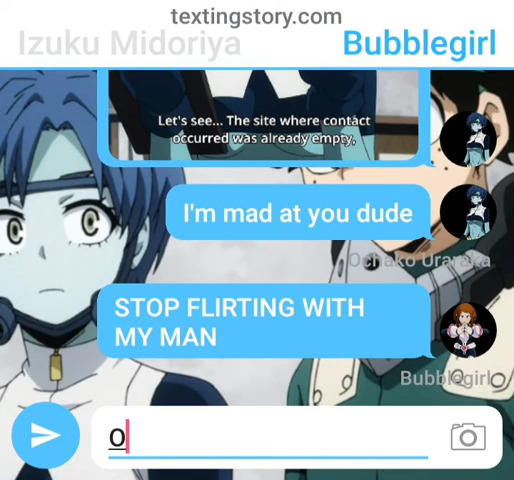 textingstory.com
Izuku Midoriya
Bubblegirl
Let's see... The site where contact
occurred was already empty.
I'm mad at you dude
Ochako Uraraka
STOP FLIRTING WITH
MY MAN
Bubblegirl
O